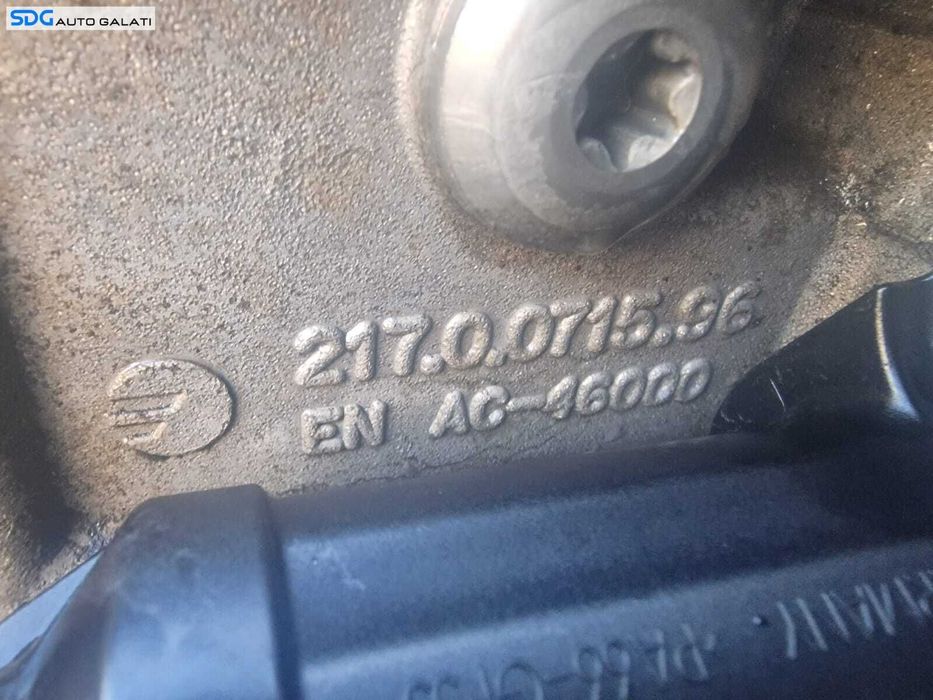 SDG AUTO GALATI
217.0.0715.96
EN AC-46000